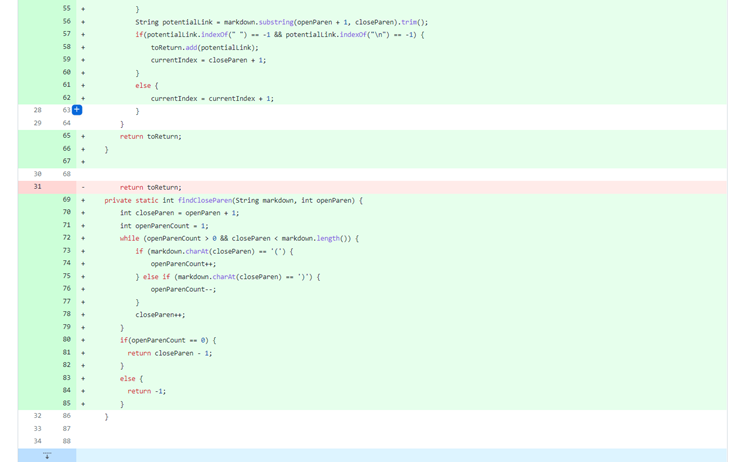 55 + }
56 + String potentialLink = markdown.substring(openParen + 1, closeParen).trim();
57 + if(potentialLink.indexOf(" ") == -1 && potentialLink.indexOf("\n") == -1) {
58 + toReturn.add(potentialLink);
59 + currentIndex = closeParen + 1;
60 + }
61 + else {
62 + currentIndex = currentIndex + 1;
28 63 + }
29 64 }
65 + return toReturn;
66 + }
67 +
30 68
31 - return toReturn;
69 + private static int findCloseParen(String markdown, int openParen) {
70 + int closeParen = openParen + 1;
71 + int openParenCount = 1;
72 + while (openParenCount > 0 && closeParen < markdown.length()) {
73 + if (markdown.charAt(closeParen) == '(') {
74 + openParenCount++;
75 + } else if (markdown.charAt(closeParen) == ')') {
76 + openParenCount--;
77 + }
78 + closeParen++;
79 + }
80 + if(openParenCount == 0) {
81 + return closeParen - 1;
82 + }
83 + else {
84 + return -1;
85 + }
32 86 }
33 87
34 88